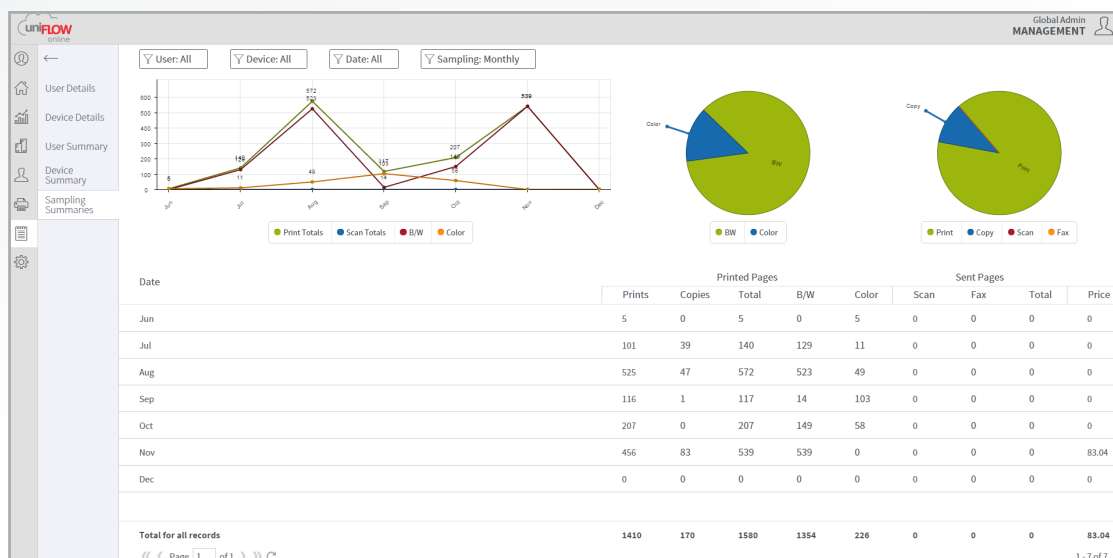 uniFLOW
online
Global Admin
MANAGEMENT
User: All
Device: All
Date: All
Sampling: Monthly
User Details
Device Details
User Summary
Device
Summary
Sampling
Summaries
600
500
400
300
200
100
0
572
523
539
207
117
103
49
58
11
14
Jun
Jul
Aug
Sep
Oct
Nov
Dec
Print Totals
Scan Totals
B/W
Color
Color
BW
BW
Color
Copy
Print
Print
Copy
Scan
Fax
Date
Printed Pages
Sent Pages
Prints Copies Total B/W Color Scan Fax Total Price
Jun 5 0 5 0 5 0 0 0 0
Jul 101 39 140 129 11 0 0 0 0
Aug 525 47 572 523 49 0 0 0 0
Sep 116 1 117 14 103 0 0 0 0
Oct 207 0 207 149 58 0 0 0 0
Nov 456 83 539 539 0 0 0 0 83.04
Dec 0 0 0 0 0 0 0 0 0
Total for all records 1410 170 1580 1354 226 0 0 0 83.04
Page 1 of 1
1 - 7 of 7